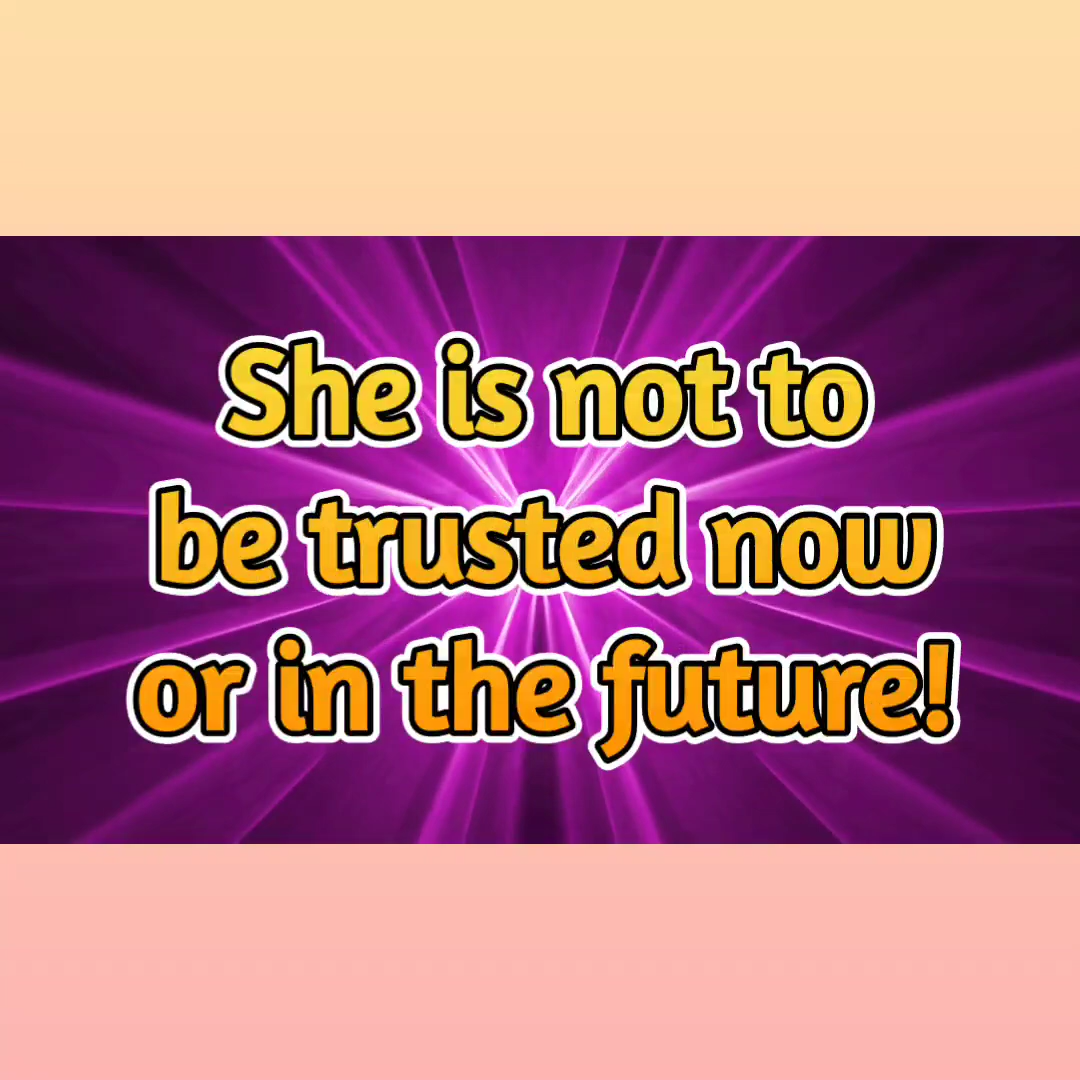 She is not to
be trusted now
or in the future!